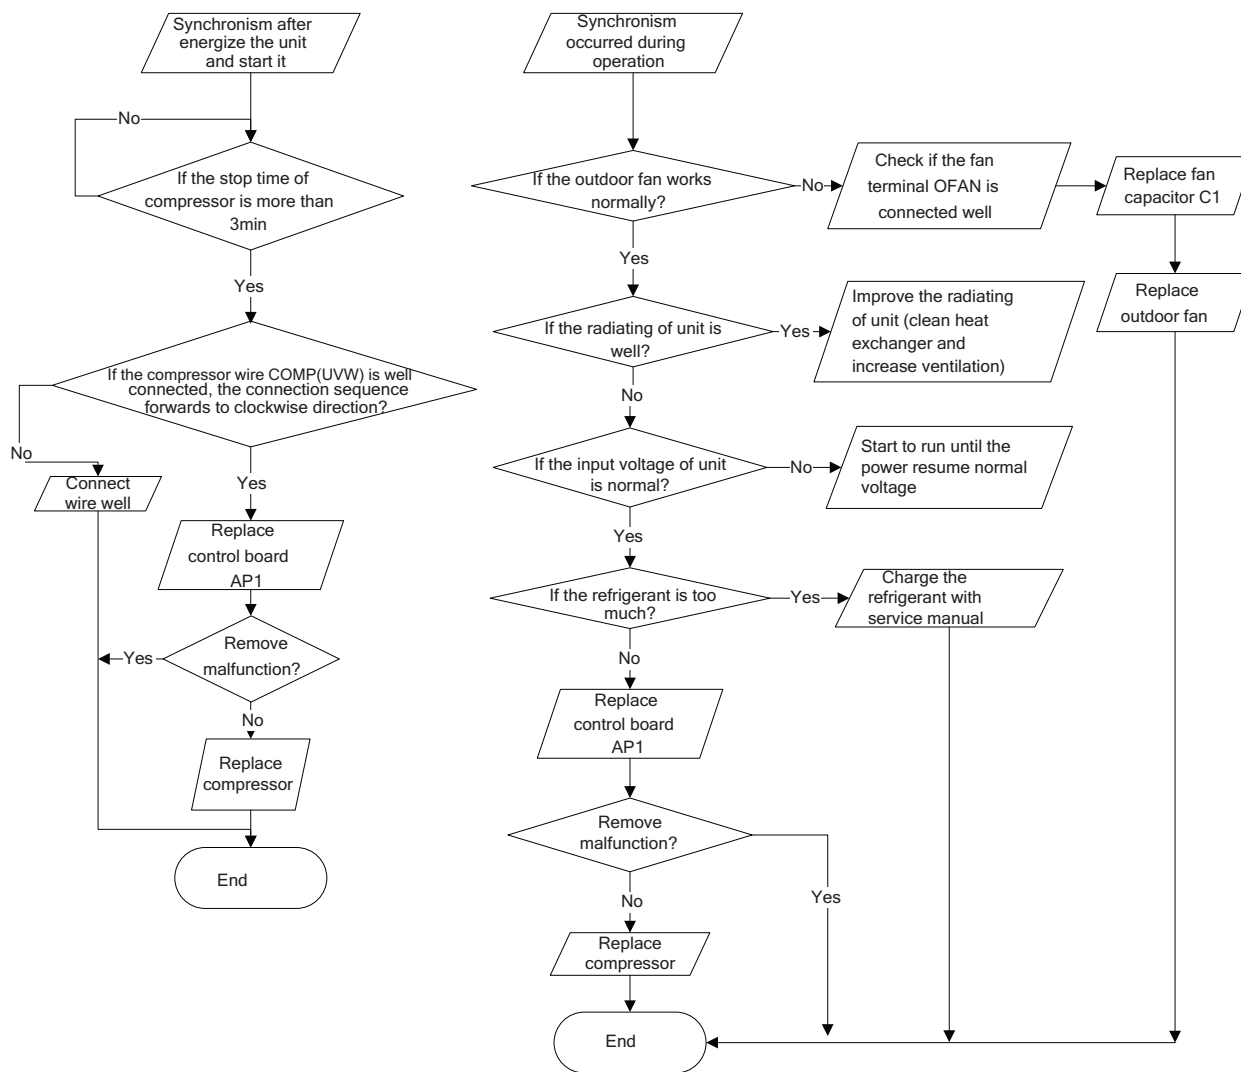 Synchronism after
energize the unit
and start it
No
If the stop time of
compressor is more than
3min
Yes
If the compressor wire COMP(UVW) is well
connected, the connection sequence
forwards to clockwise direction?
No
Connect
wire well
Yes
Replace
control board
AP1
Remove
malfunction?
Yes
No
Replace
compressor
End
Synchronism
occurred during
operation
If the outdoor fan works
normally?
No
Check if the fan
terminal OFAN is
connected well
Replace fan
capacitor C1
Replace
outdoor fan
Yes
If the radiating of unit is
well?
Yes
Improve the radiating
of unit (clean heat
exchanger and
increase ventilation)
No
If the input voltage of unit
is normal?
No
Start to run until the
power resume normal
voltage
Yes
If the refrigerant is too
much?
Yes
Charge the
refrigerant with
service manual
No
Replace
control board
AP1
Remove
malfunction?
Yes
No
Replace
compressor
End